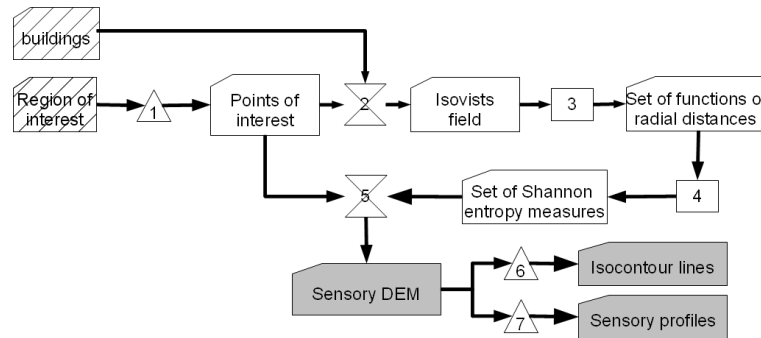 buildings
Region of
interest
1
Points of
interest
2
Isovists
field
3
Set of functions o
radial distances
5
Set of Shannon
entropy measures
4
Sensory DEM
6
Isocontour lines
7
Sensory profiles